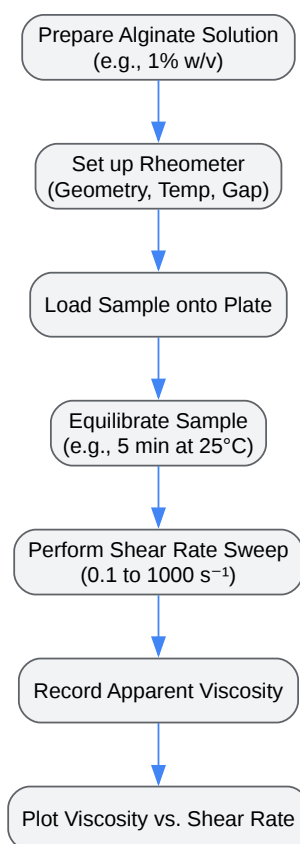 Prepare Alginate Solution
(e.g., 1% w/v)
Set up Rheometer
(Geometry, Temp, Gap)
Load Sample onto Plate
Equilibrate Sample
(e.g., 5 min at 25°C)
Perform Shear Rate Sweep
(0.1 to 1000 s⁻¹)
Record Apparent Viscosity
Plot Viscosity vs. Shear Rate